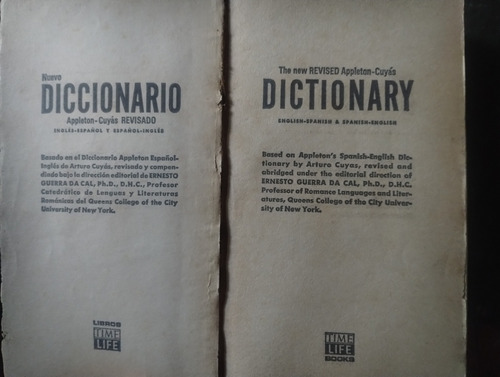 Nuevo
DICCIONARIO
Appleton-Cuyás REVISADO
INGLÉS-ESPAÑOL Y ESPAÑOL-INGLÉS
Basado en el Diccionario Appleton Español-
Inglés de Arturo Cuyás, revisado y compen-
diado bajo la dirección editorial de ERNESTO
GUERRA DA CAL, Ph.D., D.H.C., Profesor
Catedrático de Lenguas y Literaturas
Románicas del Queens College of the City
University of New York.
LIBROS
TIME
LIFE
The new REVISED Appleton-Cuyás
DICTIONARY
ENGLISH-SPANISH & SPANISH-ENGLISH
Based on Appleton's Spanish-English Dic-
tionary by Arturo Cuyas, revised and
abridged under the editorial direction of
ERNESTO GUERRA DA CAL, Ph.D., D.H.C.
Professor of Romance Languages and Liter-
atures, Queens College of the City Univer-
sity of New York.
TIME
LIFE
BOOKS